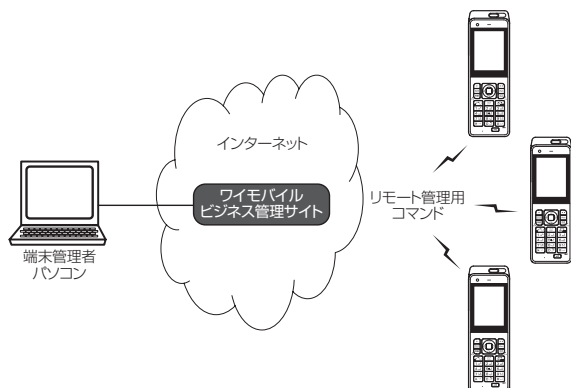 インターネット
ワイモバイル
ビジネス管理サイト
リモート管理用
コマンド
端末管理者
パソコン